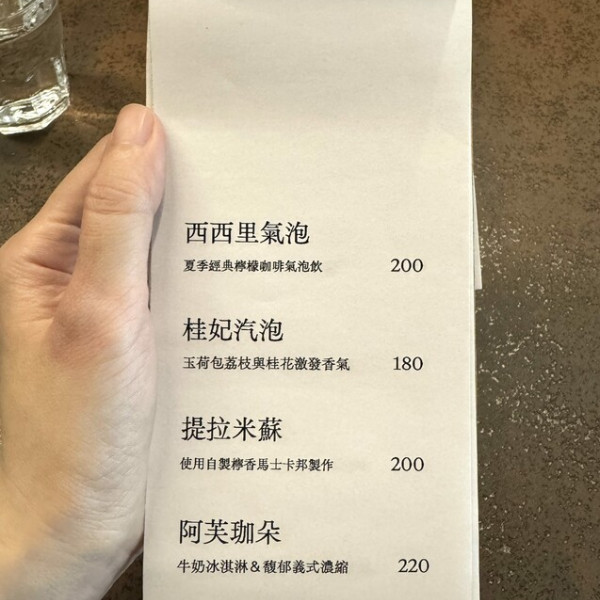 西西里氣泡
夏季經典檸檬咖啡氣泡飲 200
桂妃汽泡
玉荷包荔枝與桂花激發香氣 180
提拉米蘇
使用自製檸香馬士卡邦製作 200
阿芙珈朵
牛奶冰淇淋＆馥郁義式濃縮 220